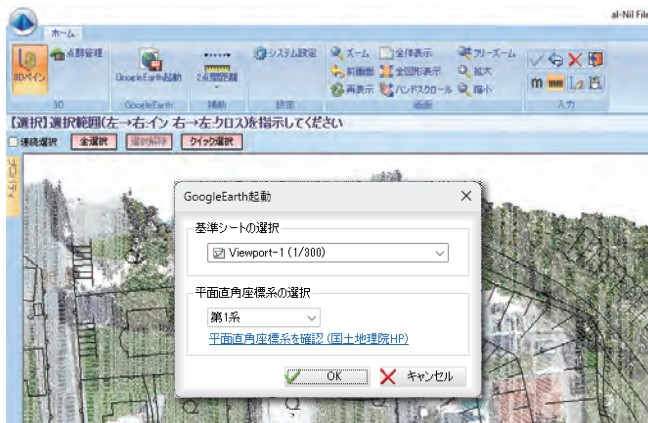 al-Nil File
ホーム
3Dペイン
点群管理
GoogleEarth起動
2点間距離
システム設定
ズーム
全体表示
フリーズーム
前画面
全図形表示
拡大
再表示
ハンドスクロール
縮小
m mm
3D
GoogleEarth
補助
設定
画面
入力
【選択】選択範囲(左→右:イン 右→左:クロス)を指示してください
連続選択
全選択
選択解除
クイック選択
プロパティ
GoogleEarth起動
基準シートの選択
Viewport-1 (1/300)
平面直角座標系の選択
第1系
平面直角座標系を確認 (国土地理院HP)
OK
キャンセル